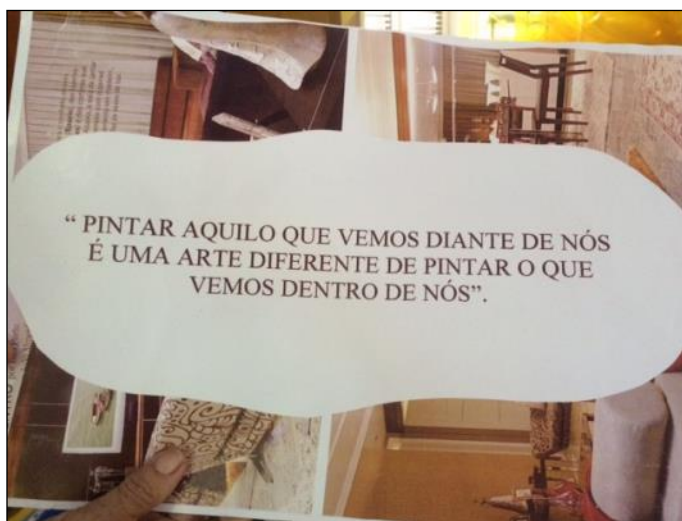 “ PINTAR AQUILO QUE VEMOS DIANTE DE NÓS
É UMA ARTE DIFERENTE DE PINTAR O QUE
VEMOS DENTRO DE NÓS”.